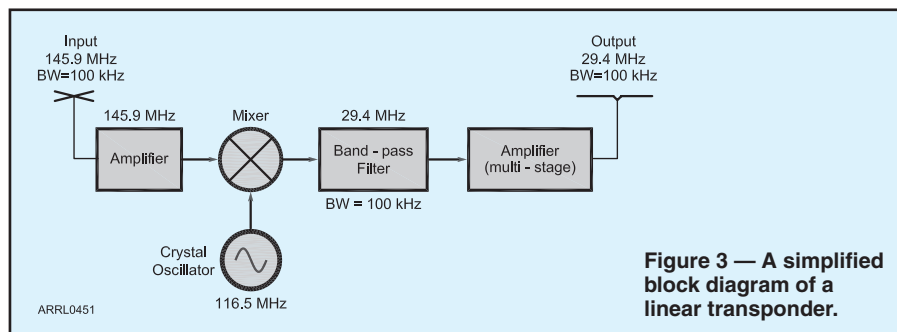 Input
145.9 MHz
BW=100 kHz
Output
29.4 MHz
BW=100 kHz
145.9 MHz
Mixer
29.4 MHz
Amplifier
Band - pass
Filter
Amplifier
(multi - stage)
BW = 100 kHz
Crystal
Oscillator
116.5 MHz
ARRL0451
Figure 3 — A simplified
block diagram of a
linear transponder.